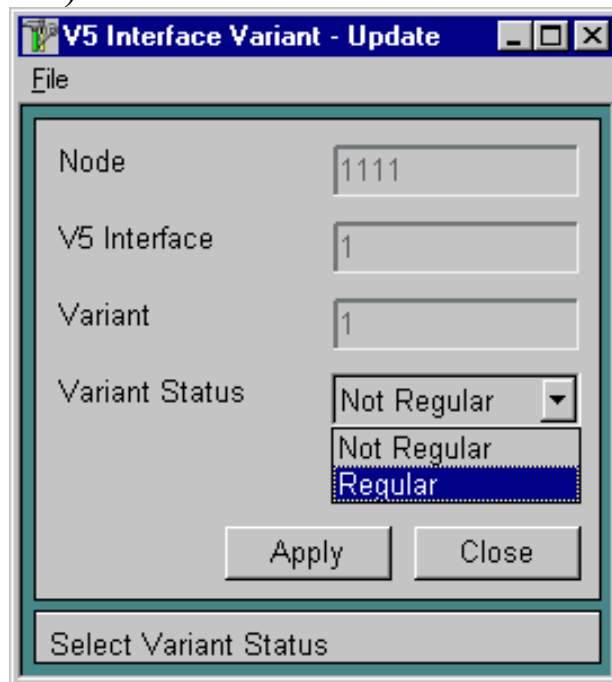 )
V5 Interface Variant - Update
File
Node 1111
V5 Interface 1
Variant 1
Variant Status Not Regular
Not Regular
Regular
Apply Close
Select Variant Status